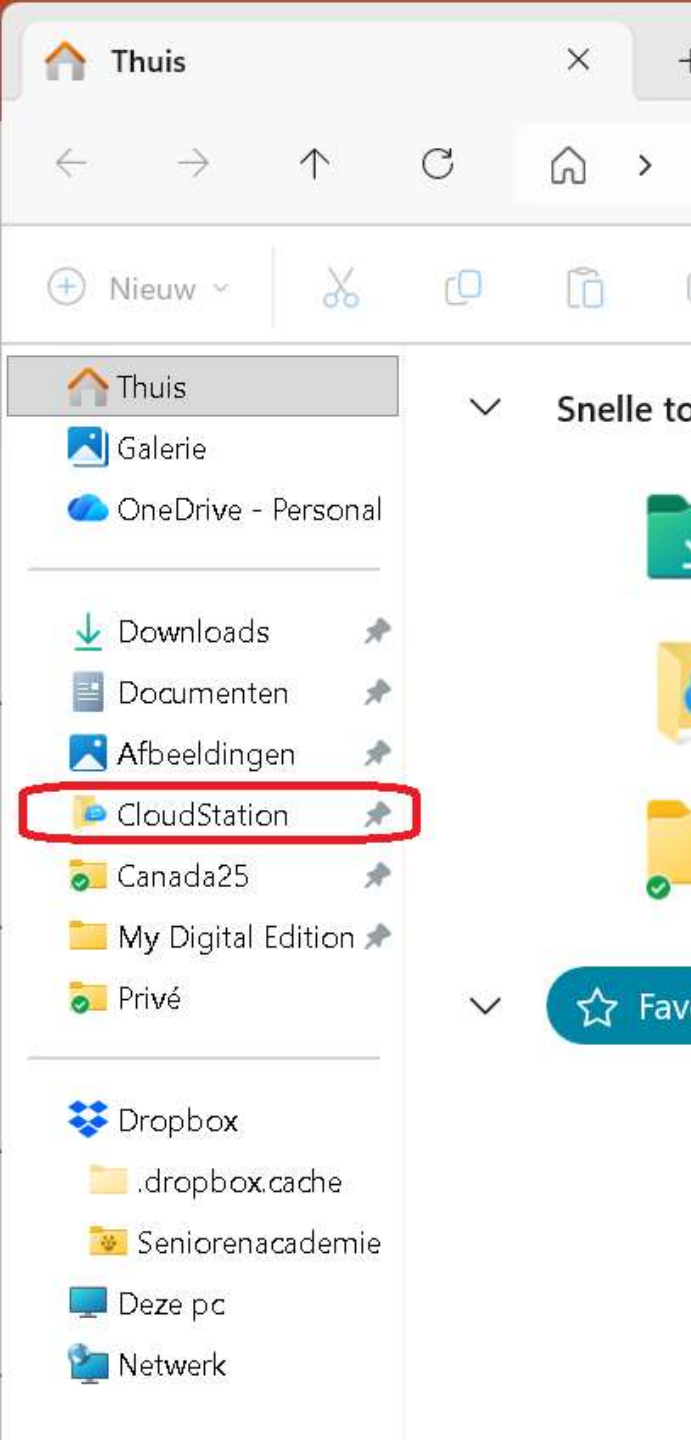 Thuis
Nieuw
Thuis
Galerie
OneDrive - Personal
Downloads
Documenten
Afbeeldingen
CloudStation
Canada25
My Digital Edition
Privé
Dropbox
.dropbox.cache
Seniorenacademie
Deze pc
Netwerk
Snelle to
Fav